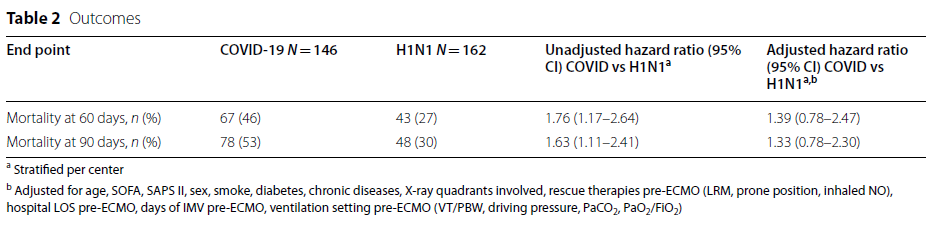 Table 2 Outcomes
End point COVID-19 N = 146 H1N1 N = 162 Unadjusted hazard ratio (95% CI) COVID vs H1N1ᵃ Adjusted hazard ratio (95% CI) COVID vs H1N1ᵃ,ᵇ
Mortality at 60 days, n (%) 67 (46) 43 (27) 1.76 (1.17–2.64) 1.39 (0.78–2.47)
Mortality at 90 days, n (%) 78 (53) 48 (30) 1.63 (1.11–2.41) 1.33 (0.78–2.30)
ᵃ Stratified per center
ᵇ Adjusted for age, SOFA, SAPS II, sex, smoke, diabetes, chronic diseases, X-ray quadrants involved, rescue therapies pre-ECMO (LRM, prone position, inhaled NO),
hospital LOS pre-ECMO, days of IMV pre-ECMO, ventilation setting pre-ECMO (VT/PBW, driving pressure, PaCO₂, PaO₂/FiO₂)